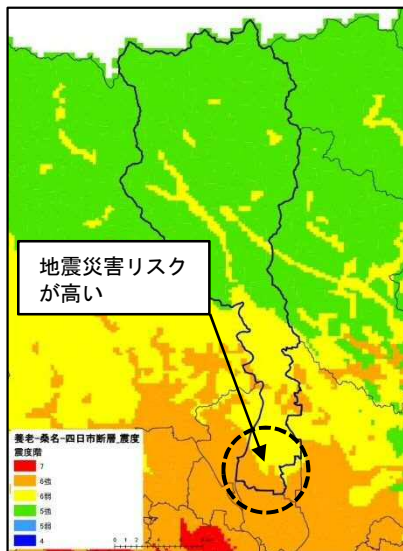 地震災害リスク
が高い
養老-桑名-四日市断層_震度
震度階
7
6強
6弱
5強
5弱
4